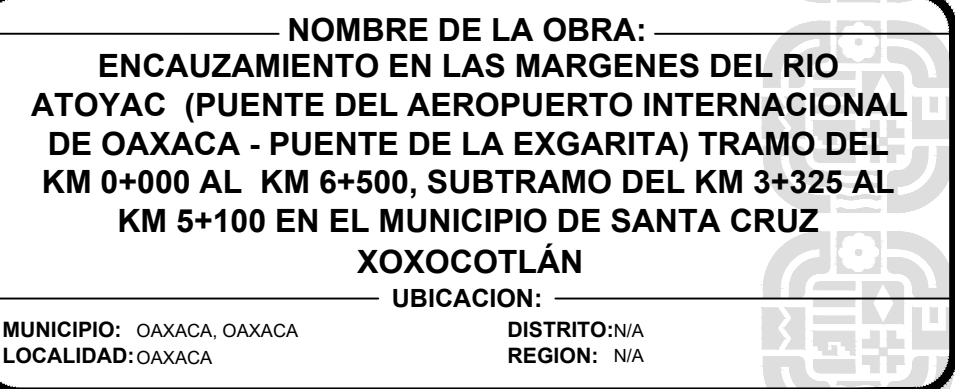 NOMBRE DE LA OBRA:
ENCAUZAMIENTO EN LAS MARGENES DEL RIO
ATOYAC (PUENTE DEL AEROPUERTO INTERNACIONAL
DE OAXACA - PUENTE DE LA EXGARITA) TRAMO DEL
KM 0+000 AL KM 6+500, SUBTRAMO DEL KM 3+325 AL
KM 5+100 EN EL MUNICIPIO DE SANTA CRUZ
XOXOCOTLÁN
UBICACION:
MUNICIPIO: OAXACA, OAXACA DISTRITO:N/A
LOCALIDAD: OAXACA REGION: N/A